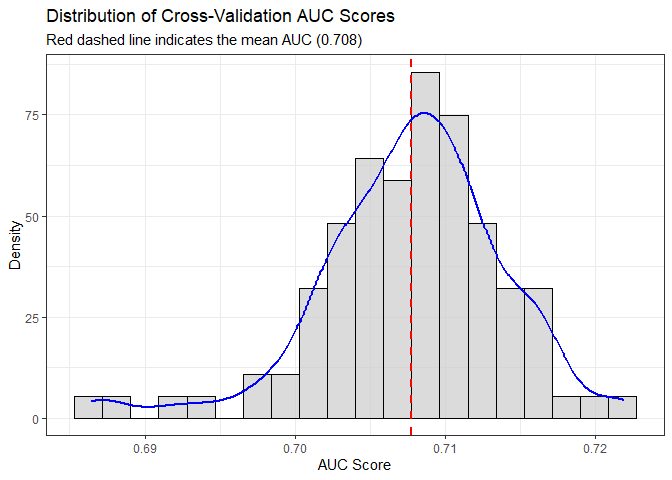 Distribution of Cross-Validation AUC Scores
Red dashed line indicates the mean AUC (0.708)
Density
75
50
25
0
0.69 0.70 0.71 0.72
AUC Score